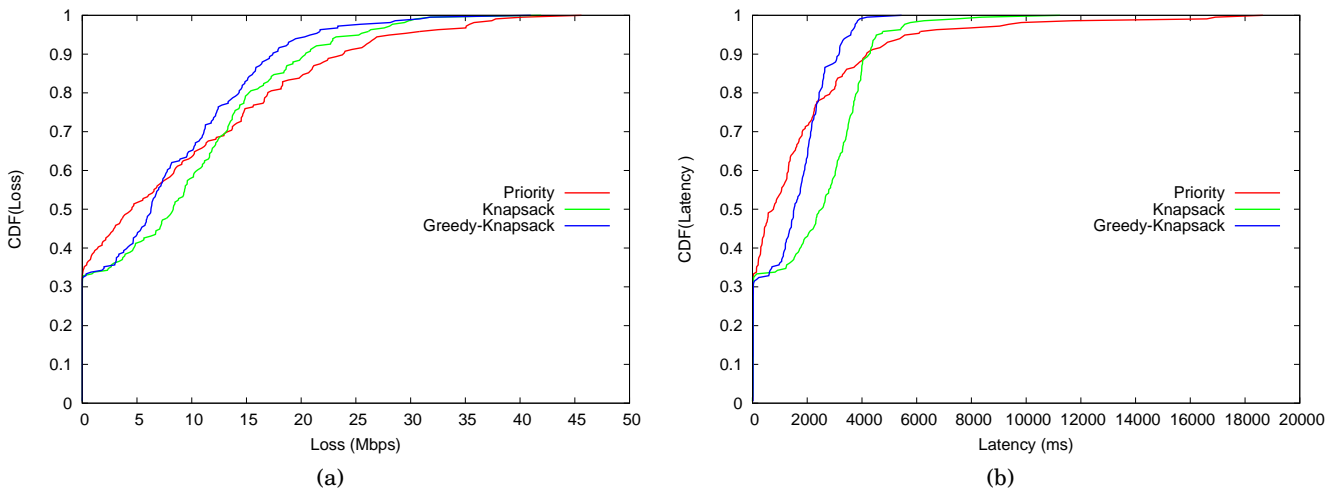 1
0.9
0.8
0.7
0.6
0.5
0.4
0.3
0.2
0.1
0
CDF(Loss)
Priority
Knapsack
Greedy-Knapsack
0 5 10 15 20 25 30 35 40 45 50
Loss (Mbps)
(a)
1
0.9
0.8
0.7
0.6
0.5
0.4
0.3
0.2
0.1
0
CDF(Latency )
Priority
Knapsack
Greedy-Knapsack
0 2000 4000 6000 8000 10000 12000 14000 16000 18000 20000
Latency (ms)
(b)